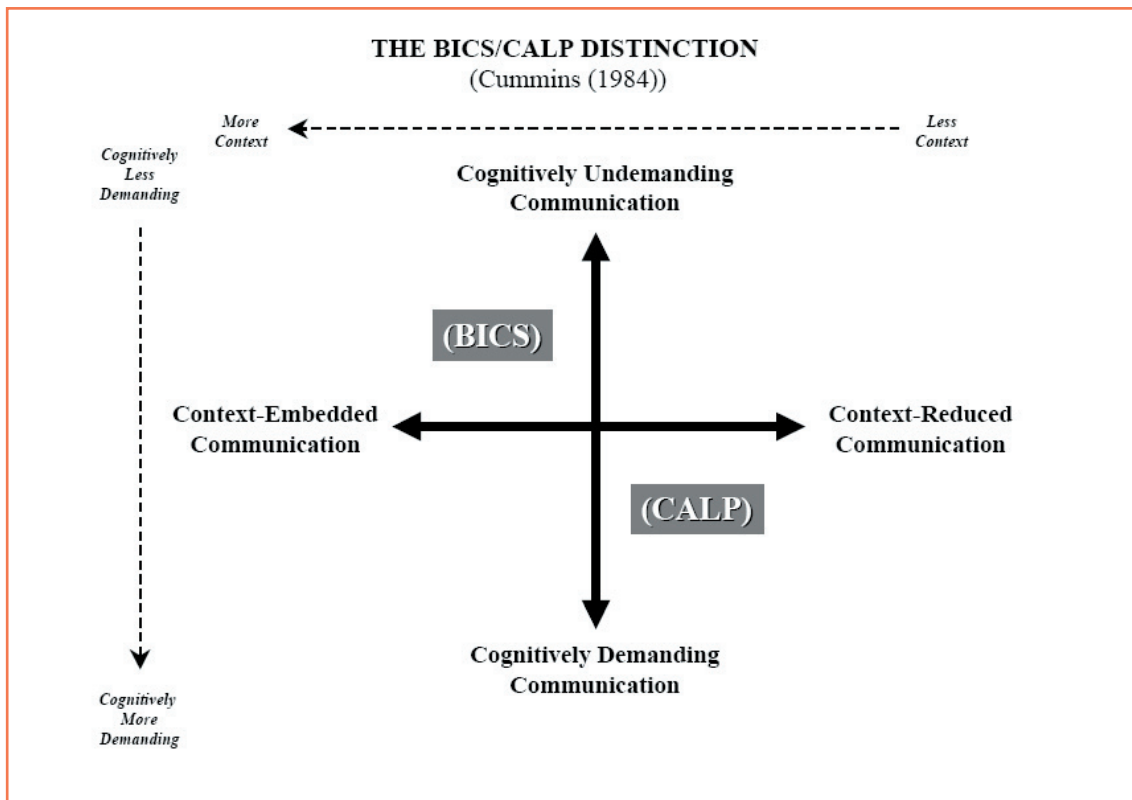 THE BICS/CALP DISTINCTION
(Cummins (1984))
More
Context
Less
Context
Cognitively
Less
Demanding
Cognitively Undemanding
Communication
(BICS)
Context-Embedded
Communication
Context-Reduced
Communication
(CALP)
Cognitively Demanding
Communication
Cognitively
More
Demanding